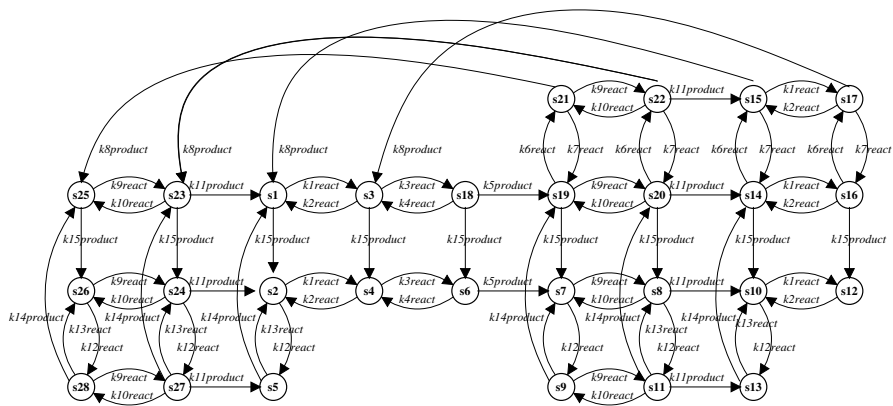 k9react k11product k1react
s21 s22 s15 s17
k10react k2react
k8product k8product k8product k8product k6react k7react k6react k7react k6react k7react k6react k7react
k9react k11product k1react k3react k5product k9react k11product k1react
s25 s23 s1 s3 s18 s19 s20 s14 s16
k10react k2react k4react k10react k2react
k15product k15product k15product k15product k15product k15product k15product k15product k15product
k9react k11product k1react k3react k5product k9react k11product k1react
s26 s24 s2 s4 s6 s7 s8 s10 s12
k10react k2react k4react k10react k2react
k14product k14product k14product k14product k14product k14product
k13react k13react k13react k13react
k12react k12react k12react k12react k12react k12react
k9react k11product k9react k11product
s28 s27 s5 s9 s11 s13
k10react k10react